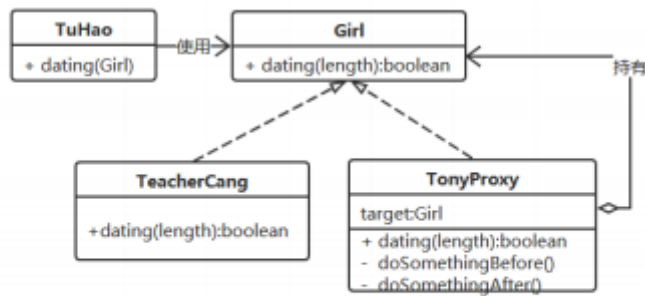 TuHao
+ dating(Girl)
使用
Girl
+ dating(length):boolean
持有
TeacherCang
+dating(length):boolean
TonyProxy
target:Girl
+ dating(length):boolean
- doSomethingBefore()
- doSomethingAfter()